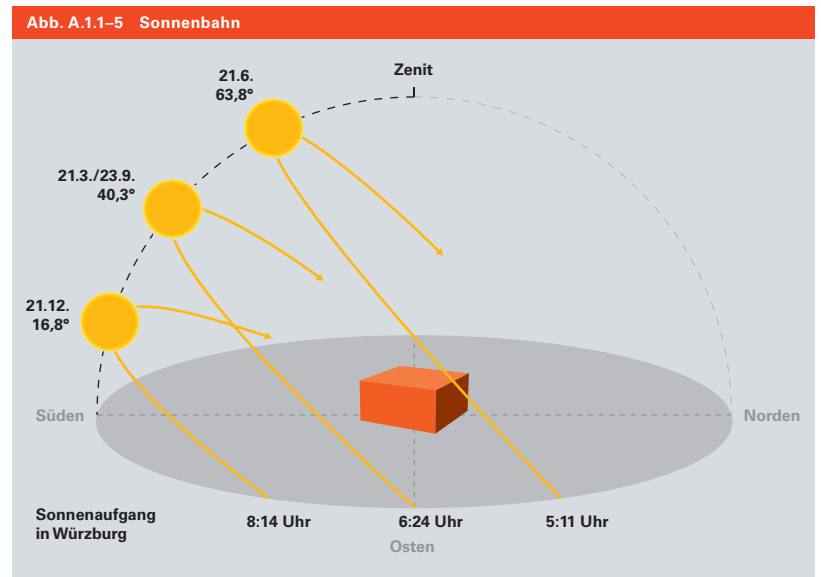 Abb. A.1.1–5 Sonnenbahn
Zenit
21.6.
63,8°
21.3./23.9.
40,3°
21.12.
16,8°
Süden
Norden
Sonnenaufgang
in Würzburg
8:14 Uhr
6:24 Uhr
5:11 Uhr
Osten